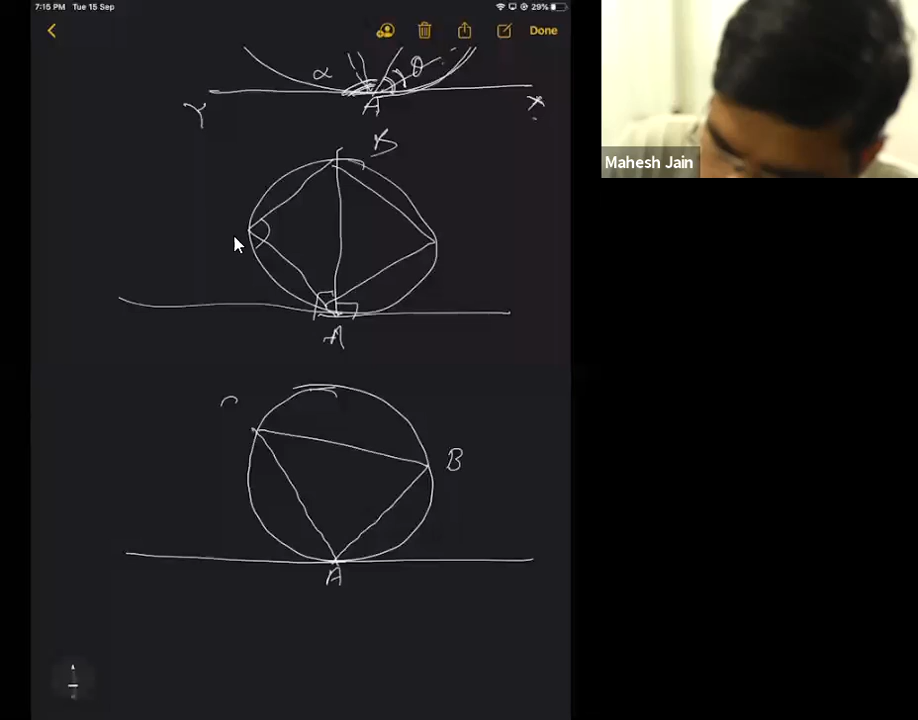 7:15 PM Tue 15 Sep
29%
Done
α
θ
A
Y
X
B
A
Mahesh Jain
B
A